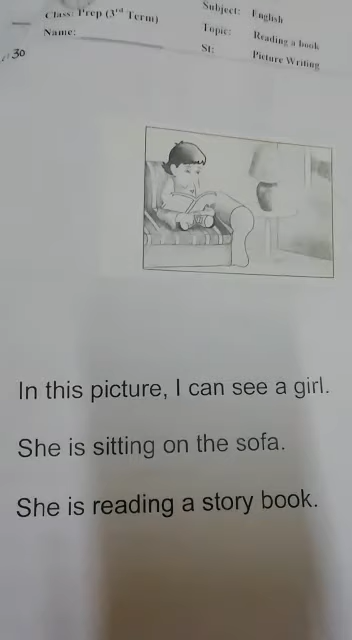 Class: Prep (3rd Term)
Subject: English
Name:
Topic: Reading a book
St: Picture Writing
30
In this picture, I can see a girl.
She is sitting on the sofa.
She is reading a story book.